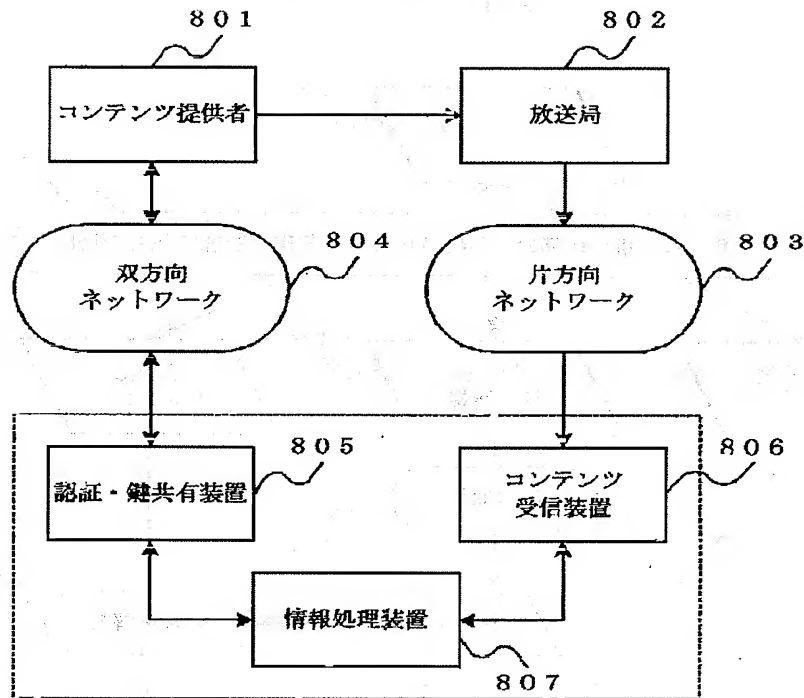 ８０１
８０２
コンテンツ提供者
放送局
双方向
ネットワーク
８０４
片方向
ネットワーク
８０３
認証・鍵共有装置
８０５
コンテンツ
受信装置
８０６
情報処理装置
８０７